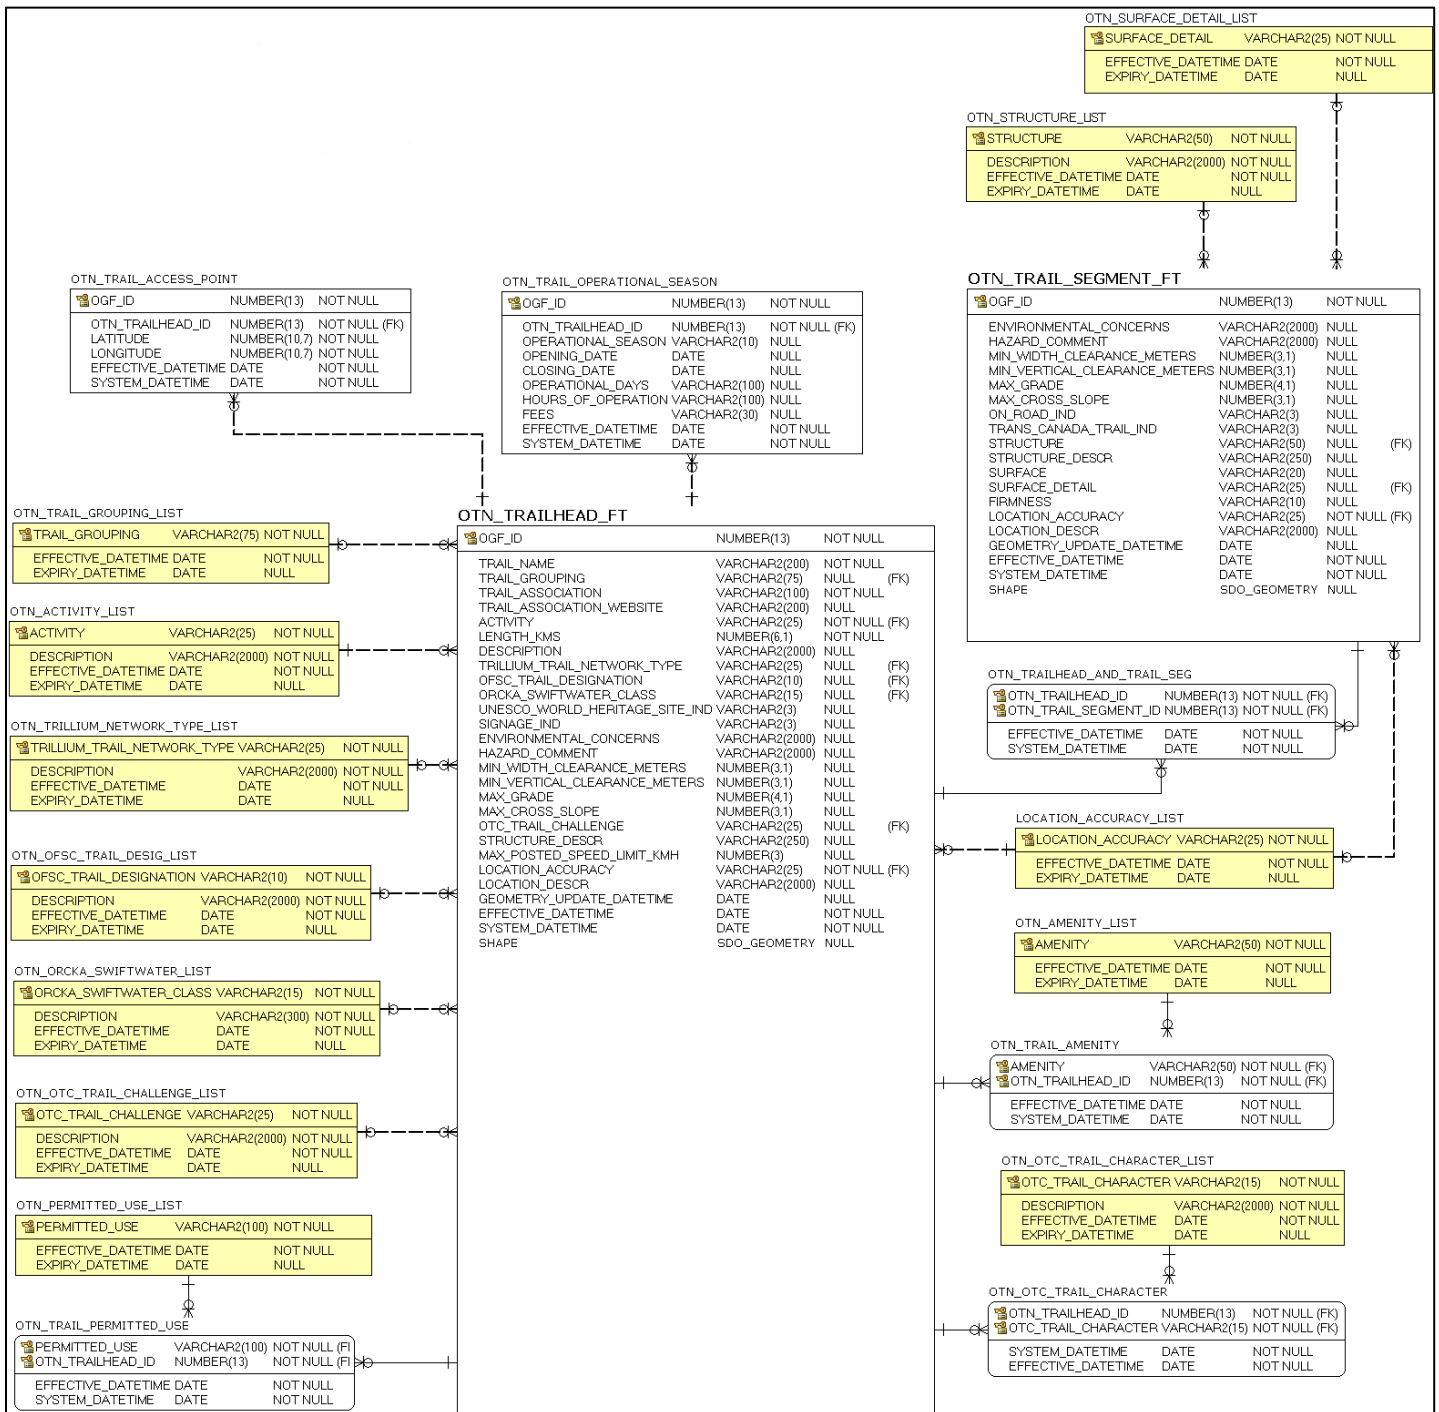 OTN_SURFACE_DETAIL_LIST
SURFACE_DETAIL VARCHAR2(25) NOT NULL
EFFECTIVE_DATETIME DATE NOT NULL
EXPIRY_DATETIME DATE NULL
OTN_STRUCTURE_LIST
STRUCTURE VARCHAR2(50) NOT NULL
DESCRIPTION VARCHAR2(2000) NOT NULL
EFFECTIVE_DATETIME DATE NOT NULL
EXPIRY_DATETIME DATE NULL
OTN_TRAIL_ACCESS_POINT
OGF_ID NUMBER(13) NOT NULL
OTN_TRAILHEAD_ID NUMBER(13) NOT NULL (FK)
LATITUDE NUMBER(10,7) NOT NULL
LONGITUDE NUMBER(10,7) NOT NULL
EFFECTIVE_DATETIME DATE NOT NULL
SYSTEM_DATETIME DATE NOT NULL
OTN_TRAIL_OPERATIONAL_SEASON
OGF_ID NUMBER(13) NOT NULL
OTN_TRAILHEAD_ID NUMBER(13) NOT NULL (FK)
OPERATIONAL_SEASON VARCHAR2(10) NULL
OPENING_DATE DATE NULL
CLOSING_DATE DATE NULL
OPERATIONAL_DAYS VARCHAR2(100) NULL
HOURS_OF_OPERATION VARCHAR2(100) NULL
FEES VARCHAR2(30) NULL
EFFECTIVE_DATETIME DATE NOT NULL
SYSTEM_DATETIME DATE NOT NULL
OTN_TRAIL_SEGMENT_FT
OGF_ID NUMBER(13) NOT NULL
ENVIRONMENTAL_CONCERNS VARCHAR2(2000) NULL
HAZARD_COMMENT VARCHAR2(2000) NULL
MIN_WIDTH_CLEARANCE_METERS NUMBER(3,1) NULL
MIN_VERTICAL_CLEARANCE_METERS NUMBER(3,1) NULL
MAX_GRADE NUMBER(4,1) NULL
MAX_CROSS_SLOPE NUMBER(3,1) NULL
ON_ROAD_IND VARCHAR2(3) NULL
TRANS_CANADA_TRAIL_IND VARCHAR2(3) NULL
STRUCTURE VARCHAR2(50) NULL (FK)
STRUCTURE_DESCR VARCHAR2(250) NULL
SURFACE VARCHAR2(20) NULL
SURFACE_DETAIL VARCHAR2(25) NULL (FK)
FIRMNESS VARCHAR2(10) NULL
LOCATION_ACCURACY VARCHAR2(25) NOT NULL (FK)
LOCATION_DESCR VARCHAR2(2000) NULL
GEOMETRY_UPDATE_DATETIME DATE NULL
EFFECTIVE_DATETIME DATE NOT NULL
SYSTEM_DATETIME DATE NOT NULL
SHAPE SDO_GEOMETRY NULL
OTN_TRAIL_GROUPING_LIST
TRAIL_GROUPING VARCHAR2(75) NOT NULL
EFFECTIVE_DATETIME DATE NOT NULL
EXPIRY_DATETIME DATE NULL
OTN_ACTIVITY_LIST
ACTIVITY VARCHAR2(25) NOT NULL
DESCRIPTION VARCHAR2(2000) NOT NULL
EFFECTIVE_DATETIME DATE NOT NULL
EXPIRY_DATETIME DATE NULL
OTN_TRILLIUM_NETWORK_TYPE_LIST
TRILLIUM_TRAIL_NETWORK_TYPE VARCHAR2(25) NOT NULL
DESCRIPTION VARCHAR2(2000) NOT NULL
EFFECTIVE_DATETIME DATE NOT NULL
EXPIRY_DATETIME DATE NULL
OTN_OFSC_TRAIL_DESIG_LIST
OFSC_TRAIL_DESIGNATION VARCHAR2(10) NOT NULL
DESCRIPTION VARCHAR2(2000) NOT NULL
EFFECTIVE_DATETIME DATE NOT NULL
EXPIRY_DATETIME DATE NULL
OTN_ORCKA_SWIFTWATER_LIST
ORCKA_SWIFTWATER_CLASS VARCHAR2(15) NOT NULL
DESCRIPTION VARCHAR2(300) NOT NULL
EFFECTIVE_DATETIME DATE NOT NULL
EXPIRY_DATETIME DATE NULL
OTN_OTC_TRAIL_CHALLENGE_LIST
OTC_TRAIL_CHALLENGE VARCHAR2(25) NOT NULL
DESCRIPTION VARCHAR2(2000) NOT NULL
EFFECTIVE_DATETIME DATE NOT NULL
EXPIRY_DATETIME DATE NULL
OTN_PERMITTED_USE_LIST
PERMITTED_USE VARCHAR2(100) NOT NULL
EFFECTIVE_DATETIME DATE NOT NULL
EXPIRY_DATETIME DATE NULL
OTN_TRAIL_PERMITTED_USE
PERMITTED_USE VARCHAR2(100) NOT NULL (FI
OTN_TRAILHEAD_ID NUMBER(13) NOT NULL (FI
EFFECTIVE_DATETIME DATE NOT NULL
SYSTEM_DATETIME DATE NOT NULL
OTN_TRAILHEAD_FT
OGF_ID NUMBER(13) NOT NULL
TRAIL_NAME VARCHAR2(200) NOT NULL
TRAIL_GROUPING VARCHAR2(75) NULL (FK)
TRAIL_ASSOCIATION VARCHAR2(100) NOT NULL
TRAIL_ASSOCIATION_WEBSITE VARCHAR2(200) NULL
ACTIVITY VARCHAR2(25) NOT NULL (FK)
LENGTH_KMS NUMBER(6,1) NOT NULL
DESCRIPTION VARCHAR2(2000) NULL
TRILLIUM_TRAIL_NETWORK_TYPE VARCHAR2(25) NULL (FK)
OFSC_TRAIL_DESIGNATION VARCHAR2(10) NULL (FK)
ORCKA_SWIFTWATER_CLASS VARCHAR2(15) NULL (FK)
UNESCO_WORLD_HERITAGE_SITE_IND VARCHAR2(3) NULL
SIGNAGE_IND VARCHAR2(3) NULL
ENVIRONMENTAL_CONCERNS VARCHAR2(2000) NULL
HAZARD_COMMENT VARCHAR2(2000) NULL
MIN_WIDTH_CLEARANCE_METERS NUMBER(3,1) NULL
MIN_VERTICAL_CLEARANCE_METERS NUMBER(3,1) NULL
MAX_GRADE NUMBER(4,1) NULL
MAX_CROSS_SLOPE NUMBER(3,1) NULL
OTC_TRAIL_CHALLENGE VARCHAR2(25) NULL (FK)
STRUCTURE_DESCR VARCHAR2(250) NULL
MAX_POSTED_SPEED_LIMIT_KMH NUMBER(3) NULL
LOCATION_ACCURACY VARCHAR2(25) NOT NULL (FK)
LOCATION_DESCR VARCHAR2(2000) NULL
GEOMETRY_UPDATE_DATETIME DATE NULL
EFFECTIVE_DATETIME DATE NOT NULL
SYSTEM_DATETIME DATE NOT NULL
SHAPE SDO_GEOMETRY NULL
OTN_TRAILHEAD_AND_TRAIL_SEG
OTN_TRAILHEAD_ID NUMBER(13) NOT NULL (FK)
OTN_TRAIL_SEGMENT_ID NUMBER(13) NOT NULL (FK)
EFFECTIVE_DATETIME DATE NOT NULL
SYSTEM_DATETIME DATE NOT NULL
LOCATION_ACCURACY_LIST
LOCATION_ACCURACY VARCHAR2(25) NOT NULL
EFFECTIVE_DATETIME DATE NOT NULL
EXPIRY_DATETIME DATE NULL
OTN_AMENITY_LIST
AMENITY VARCHAR2(50) NOT NULL
EFFECTIVE_DATETIME DATE NOT NULL
EXPIRY_DATETIME DATE NULL
OTN_TRAIL_AMENITY
AMENITY VARCHAR2(50) NOT NULL (FK)
OTN_TRAILHEAD_ID NUMBER(13) NOT NULL (FK)
EFFECTIVE_DATETIME DATE NOT NULL
SYSTEM_DATETIME DATE NOT NULL
OTN_OTC_TRAIL_CHARACTER_LIST
OTC_TRAIL_CHARACTER VARCHAR2(15) NOT NULL
DESCRIPTION VARCHAR2(2000) NOT NULL
EFFECTIVE_DATETIME DATE NOT NULL
EXPIRY_DATETIME DATE NULL
OTN_OTC_TRAIL_CHARACTER
OTN_TRAILHEAD_ID NUMBER(13) NOT NULL (FK)
OTC_TRAIL_CHARACTER VARCHAR2(15) NOT NULL (FK)
SYSTEM_DATETIME DATE NOT NULL
EFFECTIVE_DATETIME DATE NOT NULL